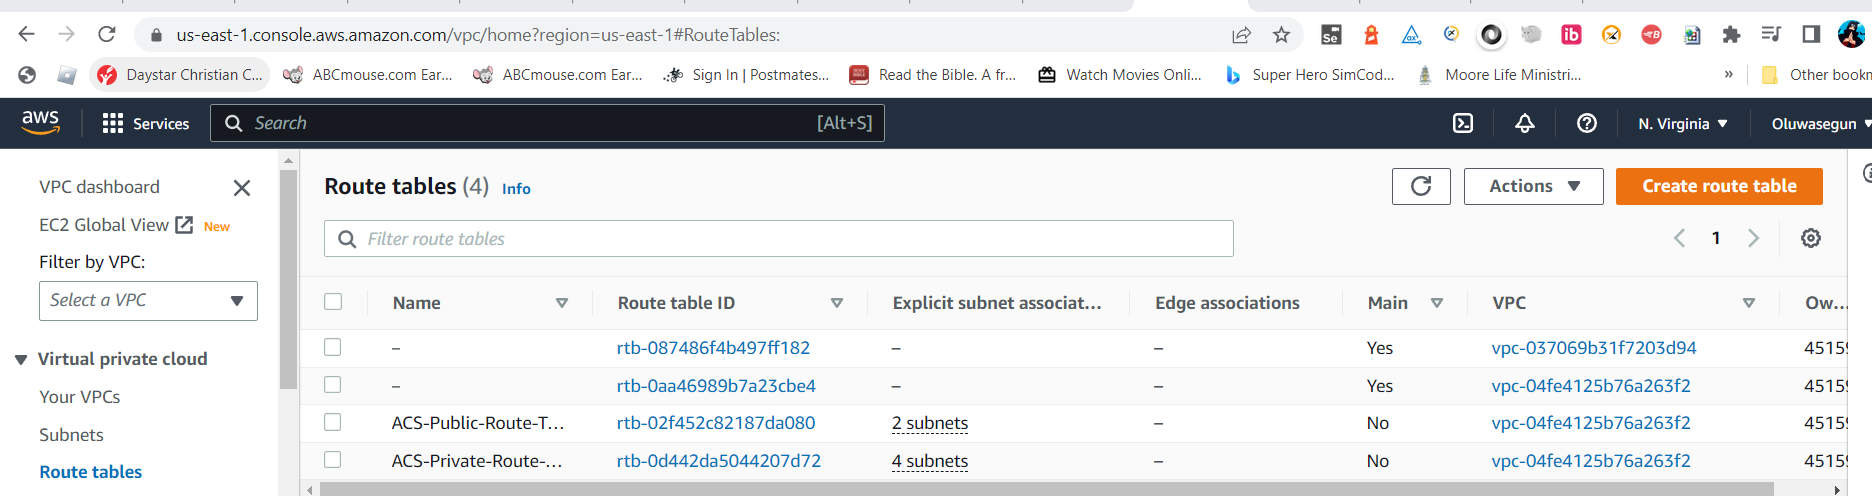 us-east-1.console.aws.amazon.com/vpc/home?region=us-east-1#RouteTables:
Daystar Christian C...
ABCmouse.com Ear...
ABCmouse.com Ear...
Sign In | Postmates...
Read the Bible. A fr...
Watch Movies Onli...
Super Hero SimCod...
Moore Life Ministri...
»
Other bookm
aws
Services
Search
[Alt+S]
N. Virginia
Oluwasegun
VPC dashboard
EC2 Global View New
Filter by VPC:
Select a VPC
Virtual private cloud
Your VPCs
Subnets
Route tables
Route tables (4) Info
Actions
Create route table
Filter route tables
1
Name Route table ID Explicit subnet associat... Edge associations Main VPC Ow...
– rtb-087486f4b497ff182 – – Yes vpc-037069b31f7203d94 45159
– rtb-0aa46989b7a23cbe4 – – Yes vpc-04fe4125b76a263f2 45159
ACS-Public-Route-T... rtb-02f452c82187da080 2 subnets – No vpc-04fe4125b76a263f2 45159
ACS-Private-Route-... rtb-0d442da5044207d72 4 subnets – No vpc-04fe4125b76a263f2 45159